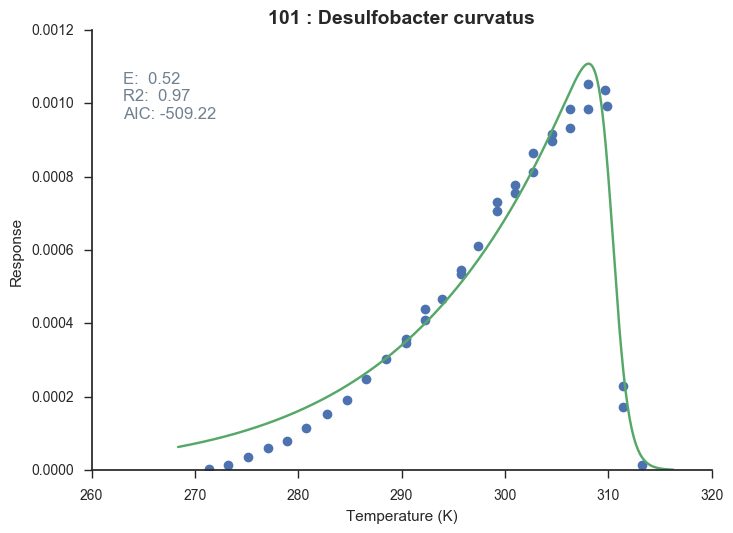 101 : Desulfobacter curvatus
E: 0.52
R2: 0.97
AIC: -509.22
0.0012
0.0010
0.0008
0.0006
0.0004
0.0002
0.0000
Response
260 270 280 290 300 310 320
Temperature (K)